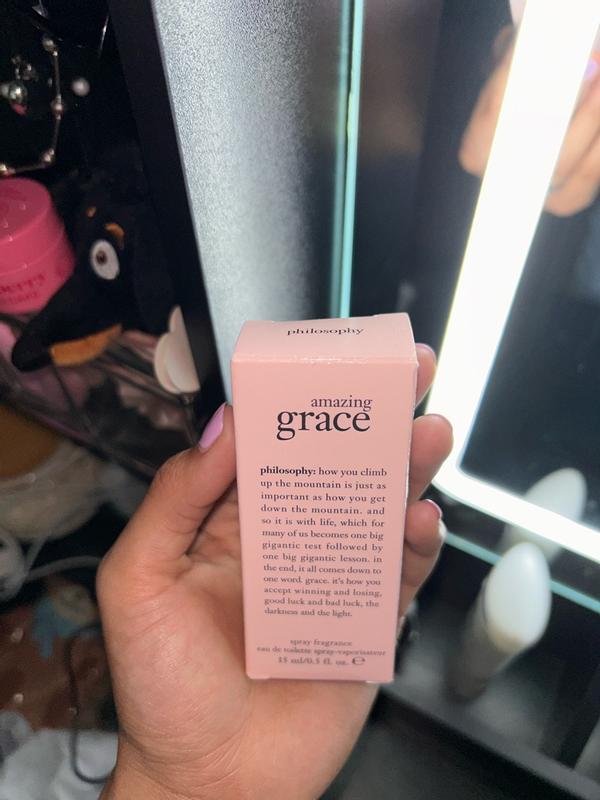 philosophy
amazing
grace
philosophy: how you climb
up the mountain is just as
important as how you get
down the mountain. and
so it is with life, which for
many of us becomes one big
gigantic test followed by
one big gigantic lesson. in
the end, it all comes down to
one word. grace. it's how you
accept winning and losing,
good luck and bad luck, the
darkness and the light.
spray fragrance
eau de toilette spray-vaporisateur
15 ml/0.5 fl. oz. ℮